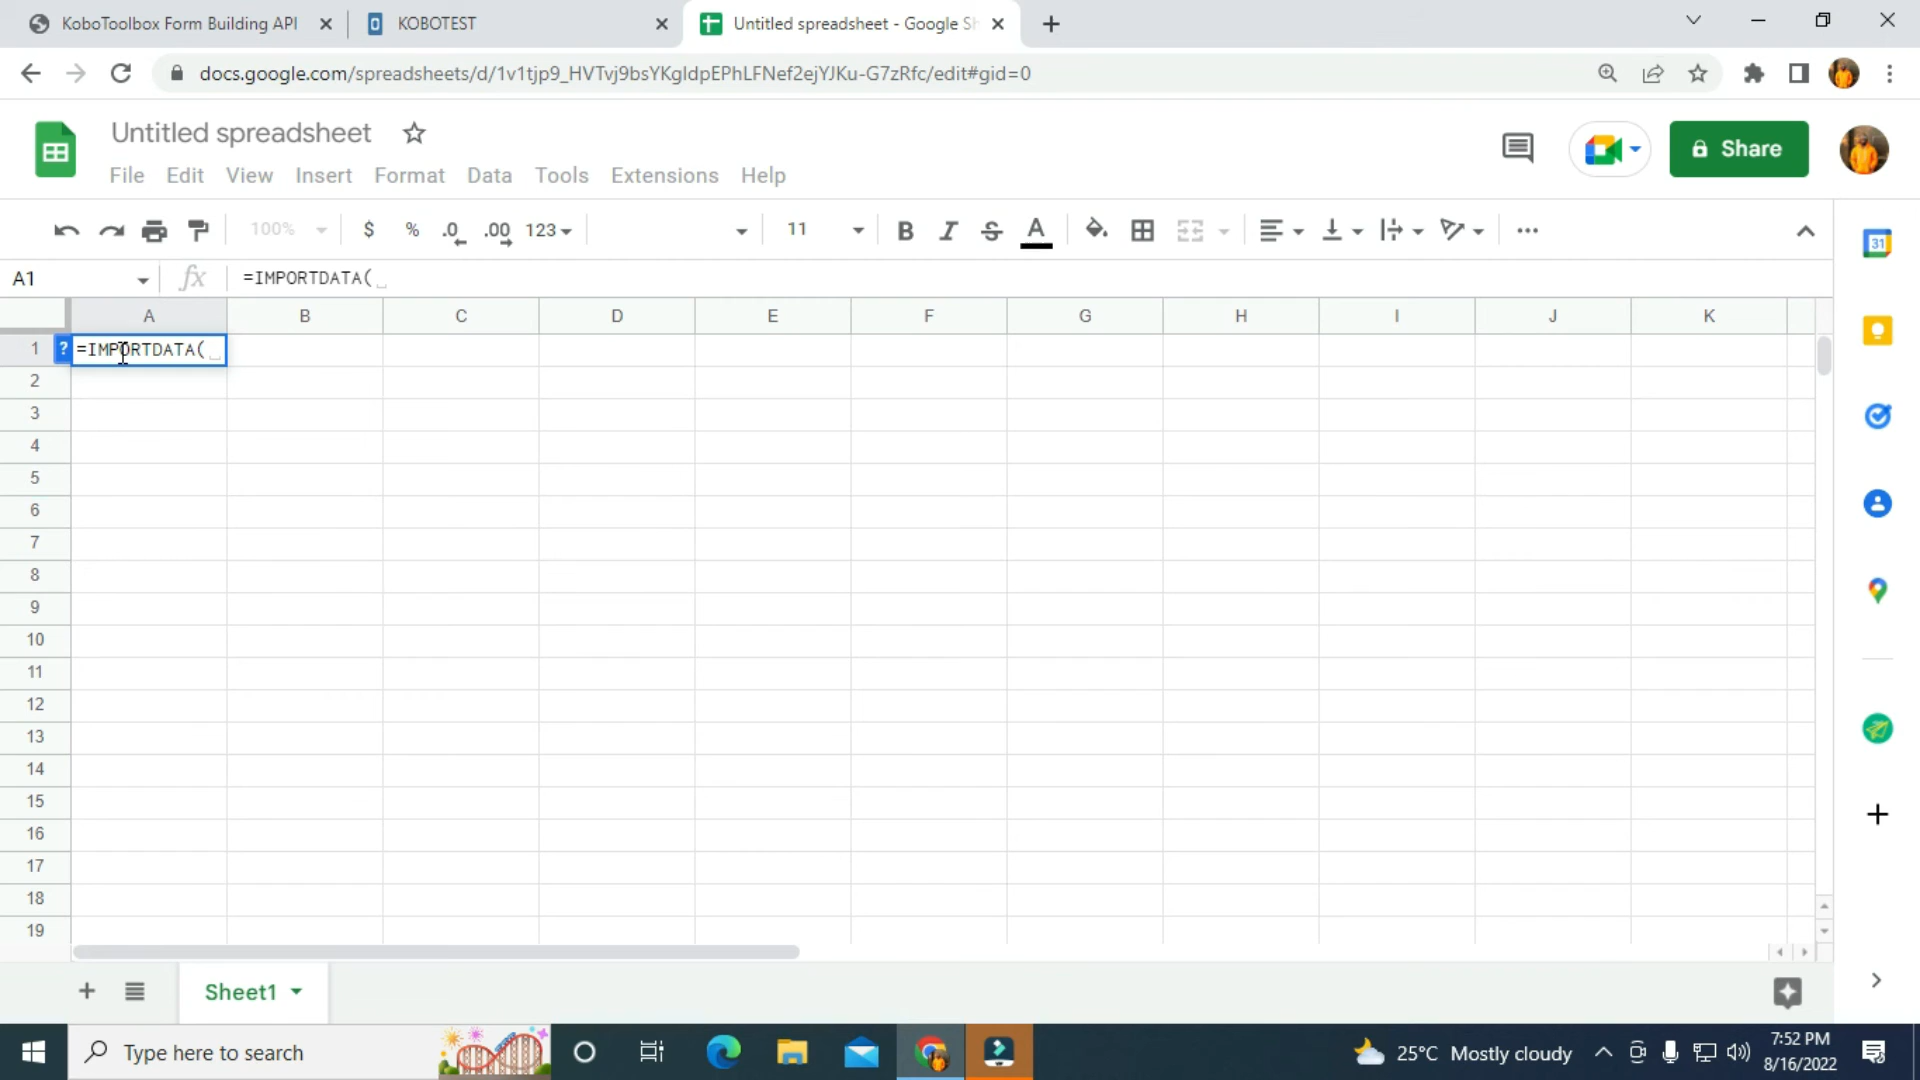 KoboToolbox Form Building API
KOBOTEST
Untitled spreadsheet - Google Sh
docs.google.com/spreadsheets/d/1v1tjp9_HVTvj9bsYKgldpEPhLFNef2ejYJKu-G7zRfc/edit#gid=0
Untitled spreadsheet
Share
File Edit View Insert Format Data Tools Extensions Help
100% $ % .0 .00 123 11 B I S A
31
A1 fx =IMPORTDATA(
A B C D E F G H I J K
1 ? =IMPORTDATA(
2
3
4
5
6
7
8
9
10
11
12
13
14
15
16
17
18
19
Sheet1
Type here to search
25°C Mostly cloudy
7:52 PM
8/16/2022